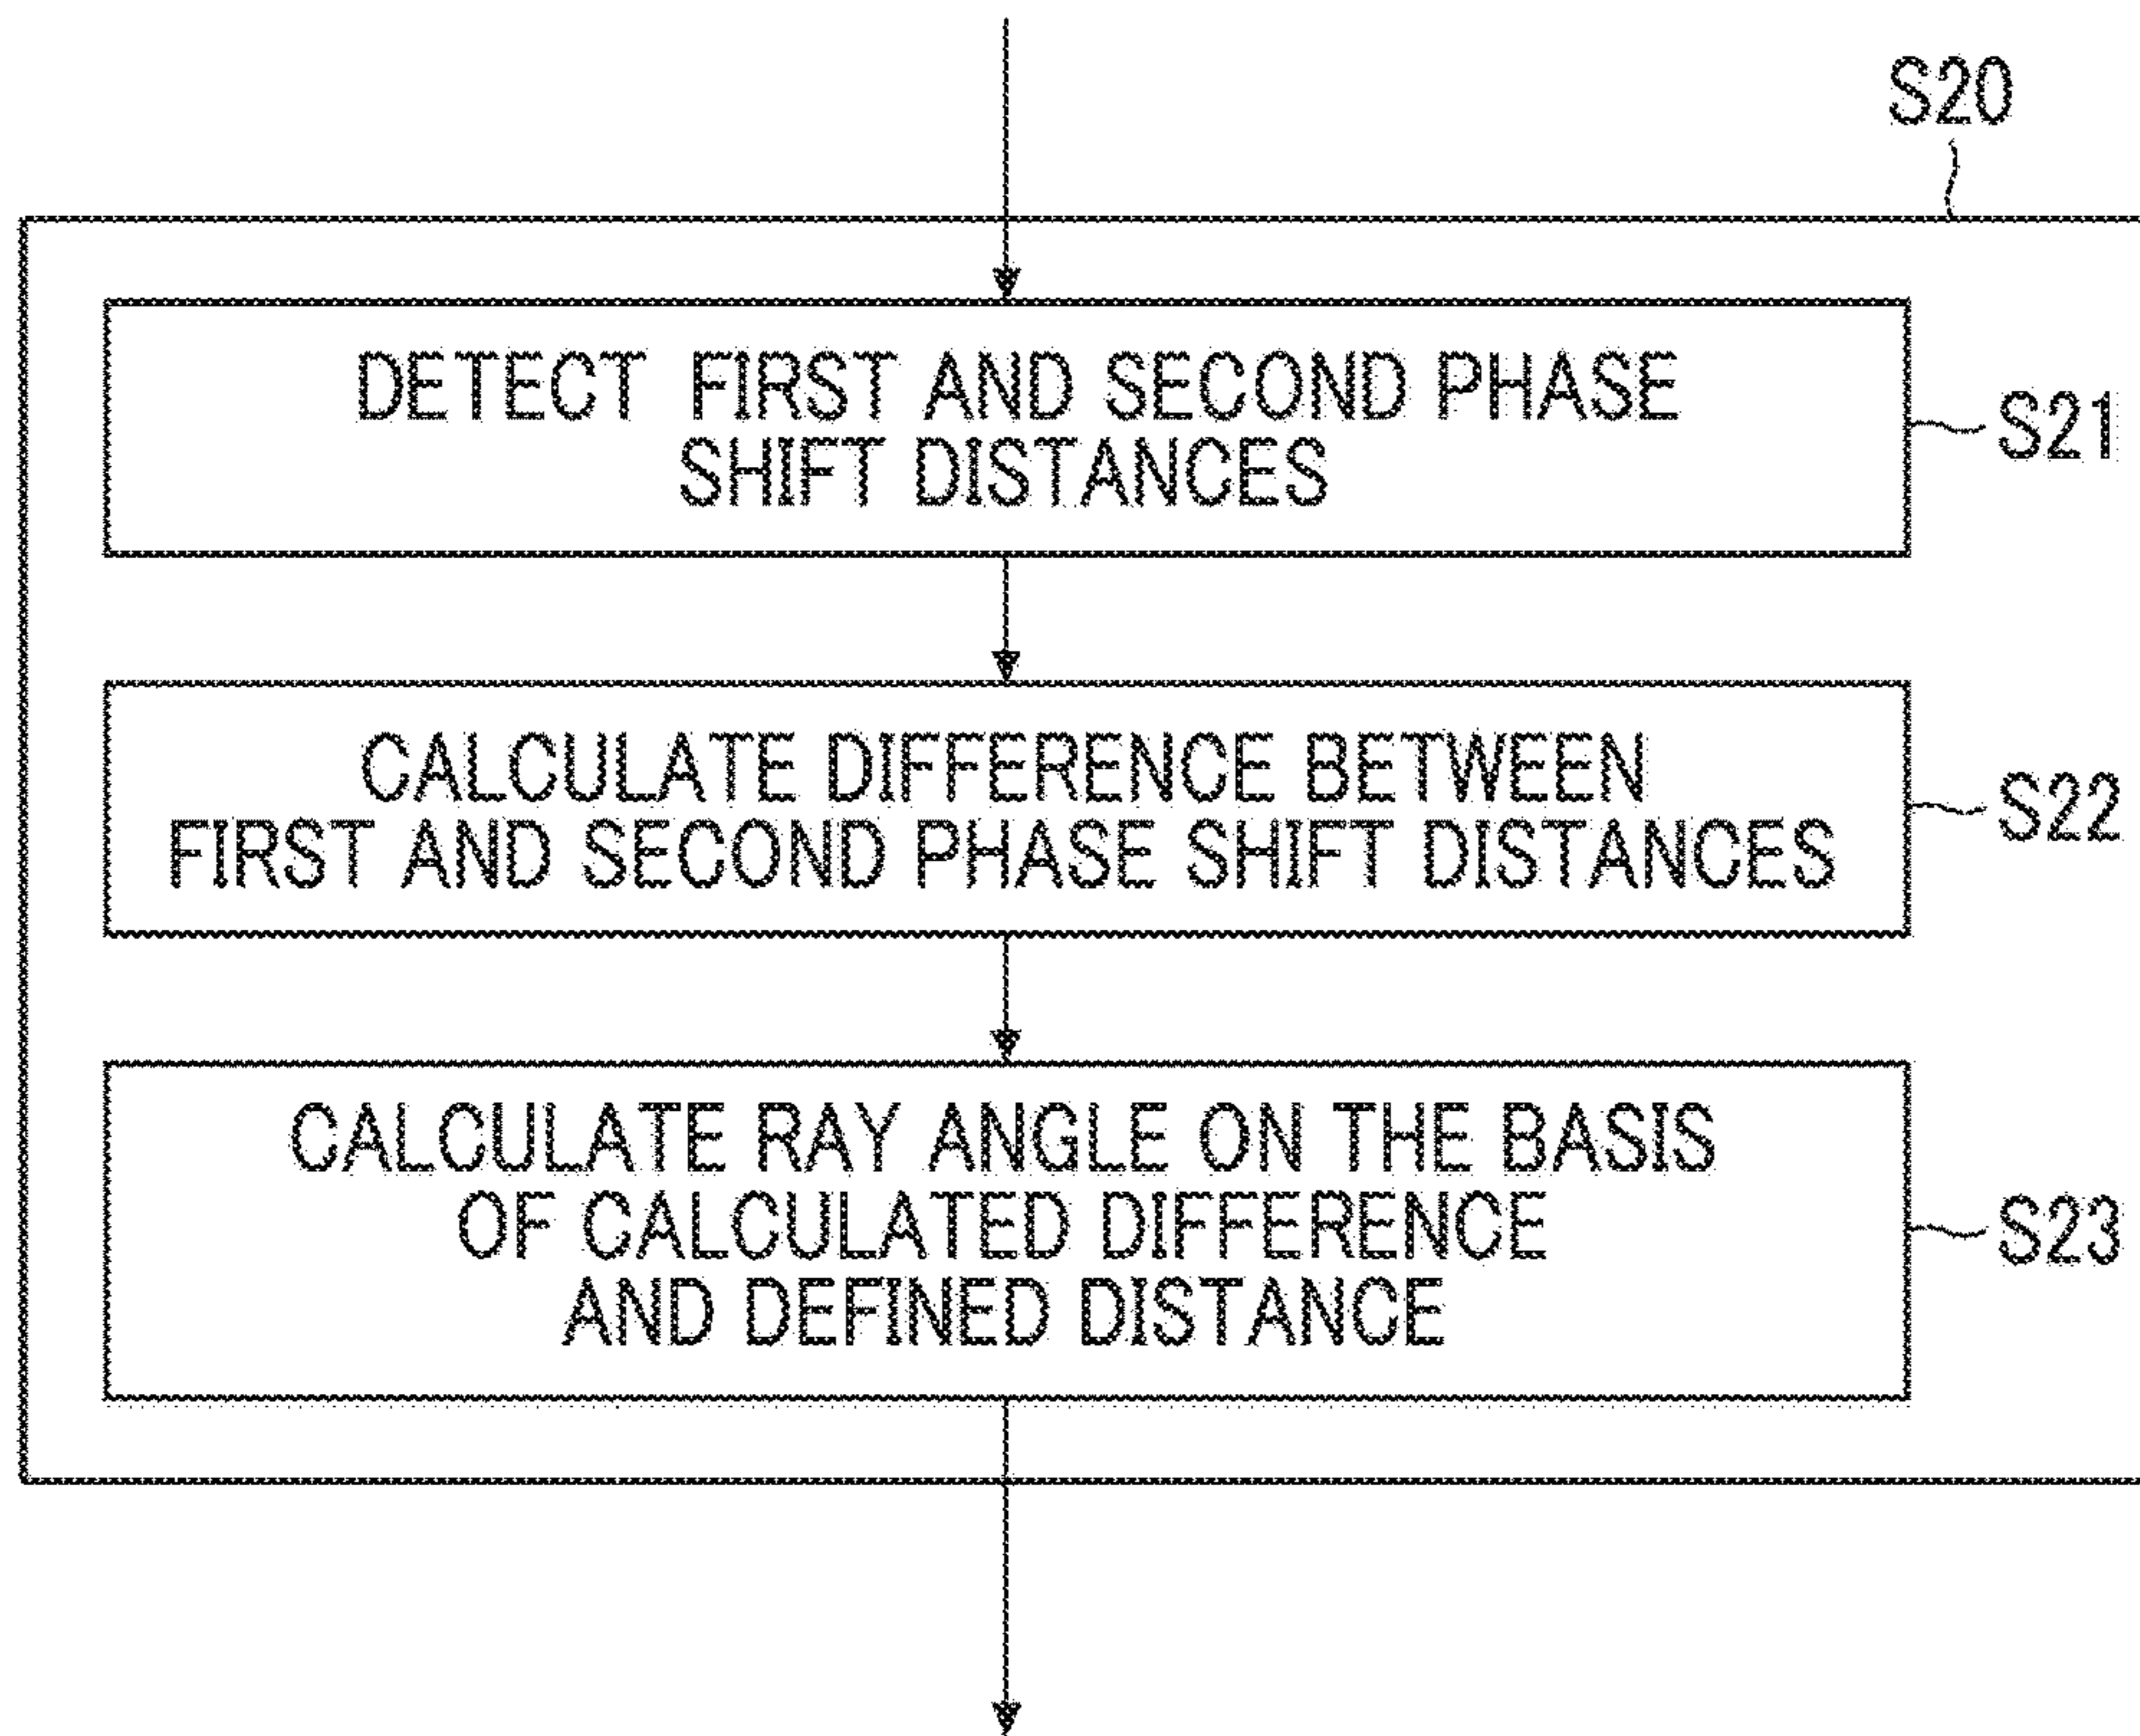 S20
DETECT FIRST AND SECOND PHASE
SHIFT DISTANCES
S21
CALCULATE DIFFERENCE BETWEEN
FIRST AND SECOND PHASE SHIFT DISTANCES
S22
CALCULATE RAY ANGLE ON THE BASIS
OF CALCULATED DIFFERENCE
AND DEFINED DISTANCE
S23